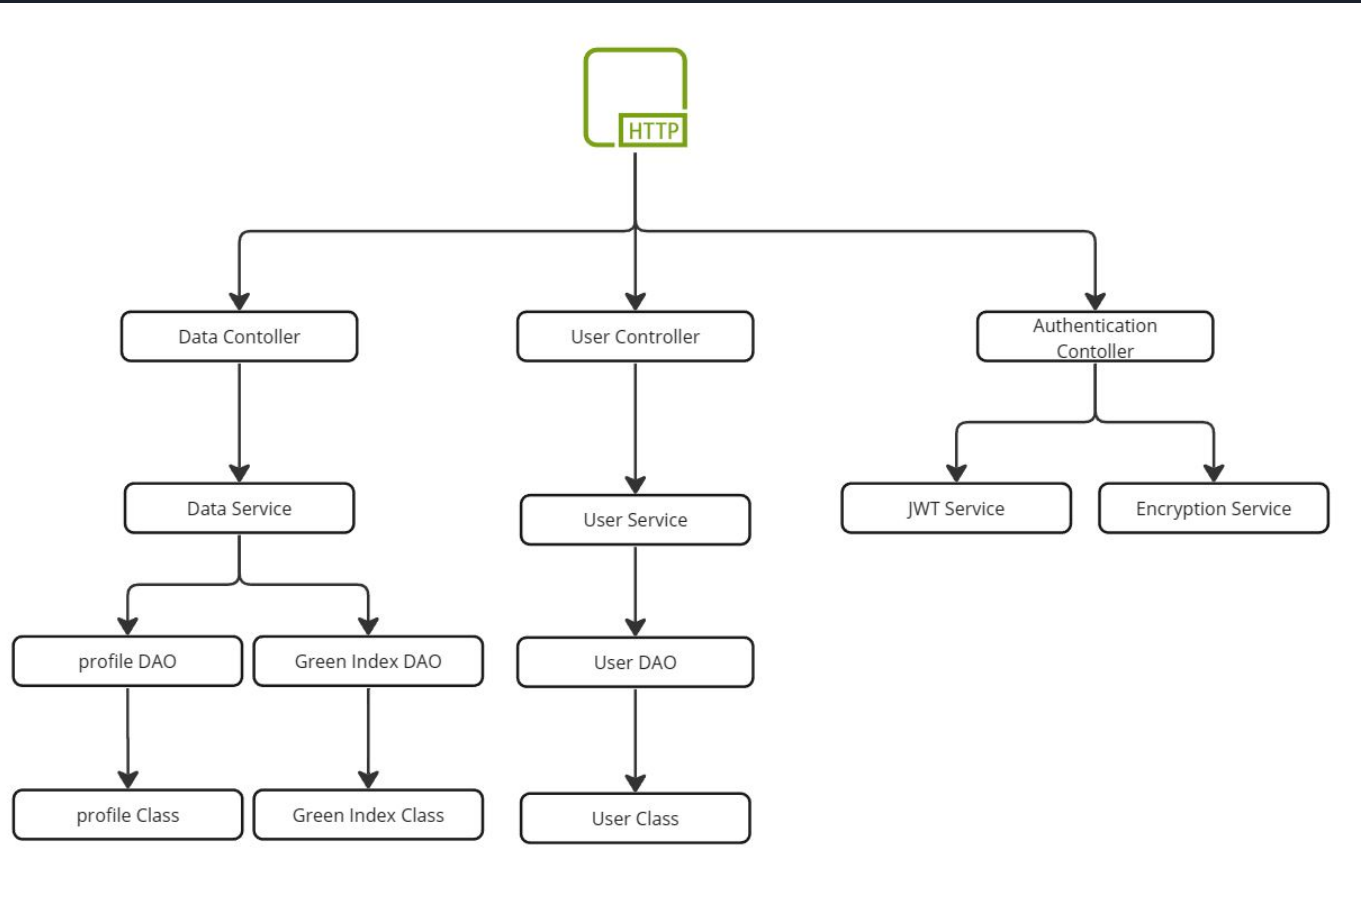 HTTP
Data Contoller
User Controller
Authentication
Contoller
Data Service
User Service
JWT Service
Encryption Service
profile DAO
Green Index DAO
User DAO
profile Class
Green Index Class
User Class